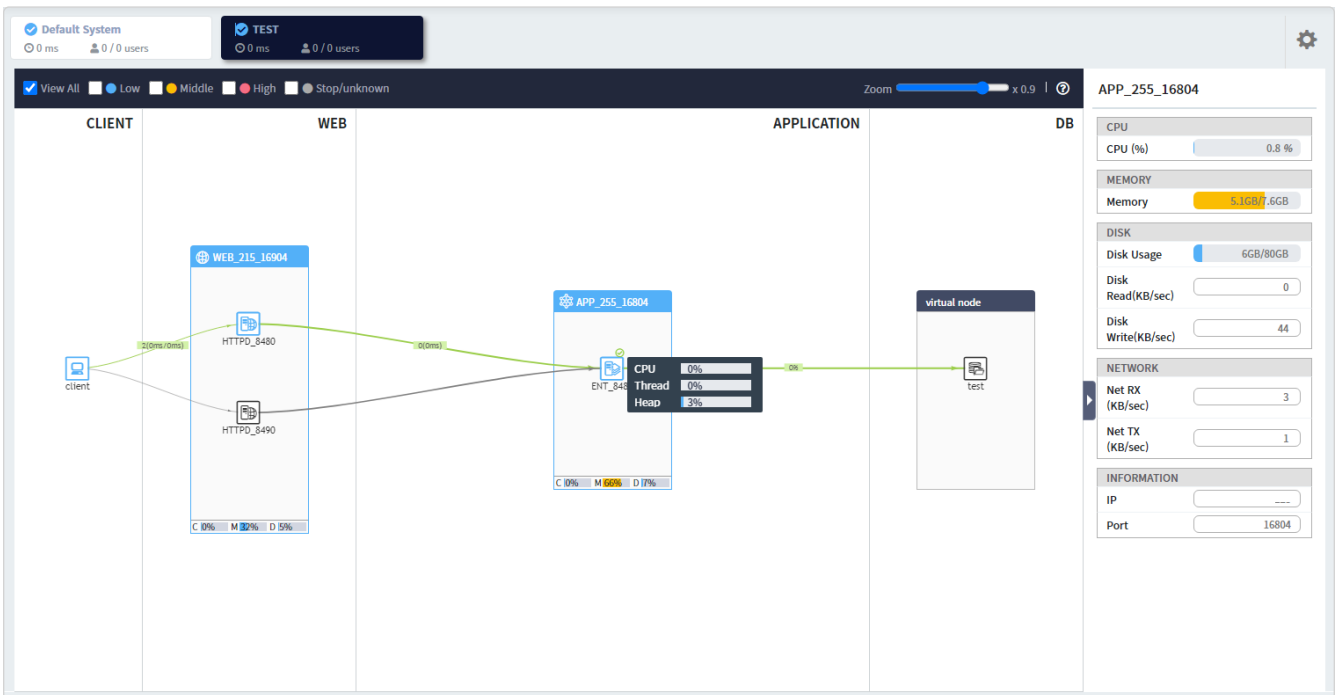 Default System
0 ms 0 / 0 users
TEST
0 ms 0 / 0 users
View All Low Middle High Stop/unknown
Zoom x 0.9
CLIENT WEB APPLICATION DB
WEB_215_16904
HTTPD_8480
HTTPD_8490
C 0% M 32% D 5%
2(0ms/0ms)
client
0(0ms)
APP_255_16804
ENT_848
CPU 0%
Thread 0%
Heap 3%
C 0% M 66% D 7%
0%
virtual node
test
APP_255_16804
CPU
CPU (%) 0.8 %
MEMORY
Memory 5.1GB/7.6GB
DISK
Disk Usage 6GB/80GB
Disk
Read(KB/sec) 0
Disk
Write(KB/sec) 44
NETWORK
Net RX
(KB/sec) 3
Net TX
(KB/sec) 1
INFORMATION
IP ___
Port 16804